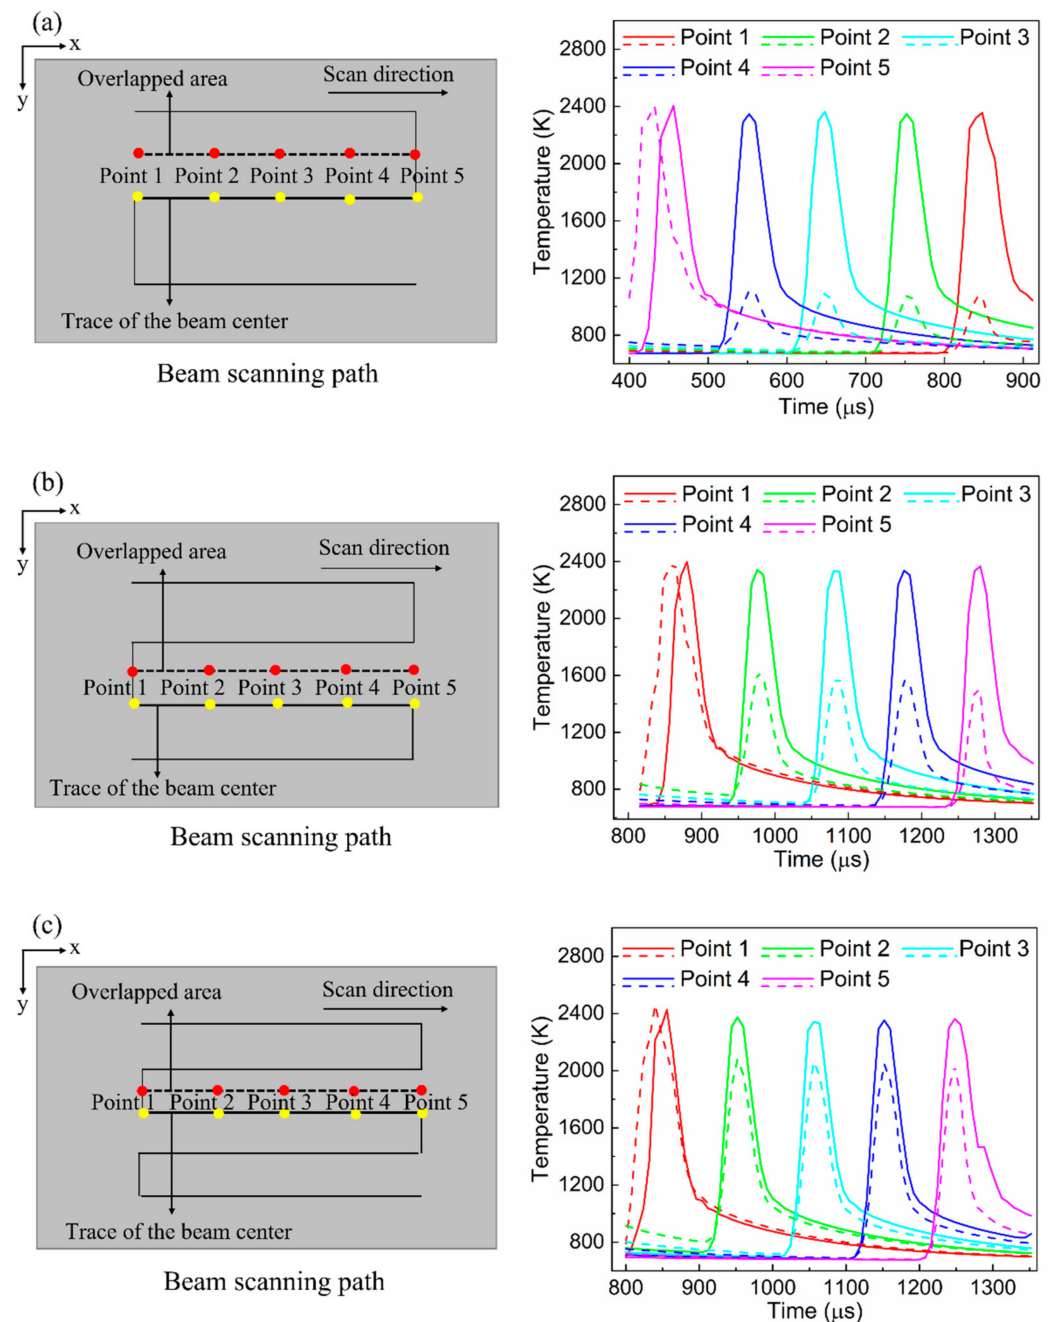 (a)
x
y
Overlapped area
Scan direction
Point 1 Point 2 Point 3 Point 4 Point 5
Trace of the beam center
Beam scanning path
Point 1 Point 2 Point 3
Point 4 Point 5
Temperature (K)
2800
2400
2000
1600
1200
800
400 500 600 700 800 900
Time (μs)
(b)
x
y
Overlapped area
Scan direction
Point 1 Point 2 Point 3 Point 4 Point 5
Trace of the beam center
Beam scanning path
Point 1 Point 2 Point 3
Point 4 Point 5
Temperature (K)
2800
2400
2000
1600
1200
800
800 900 1000 1100 1200 1300
Time (μs)
(c)
x
y
Overlapped area
Scan direction
Point 1 Point 2 Point 3 Point 4 Point 5
Trace of the beam center
Beam scanning path
Point 1 Point 2 Point 3
Point 4 Point 5
Temperature (K)
2800
2400
2000
1600
1200
800
800 900 1000 1100 1200 1300
Time (μs)